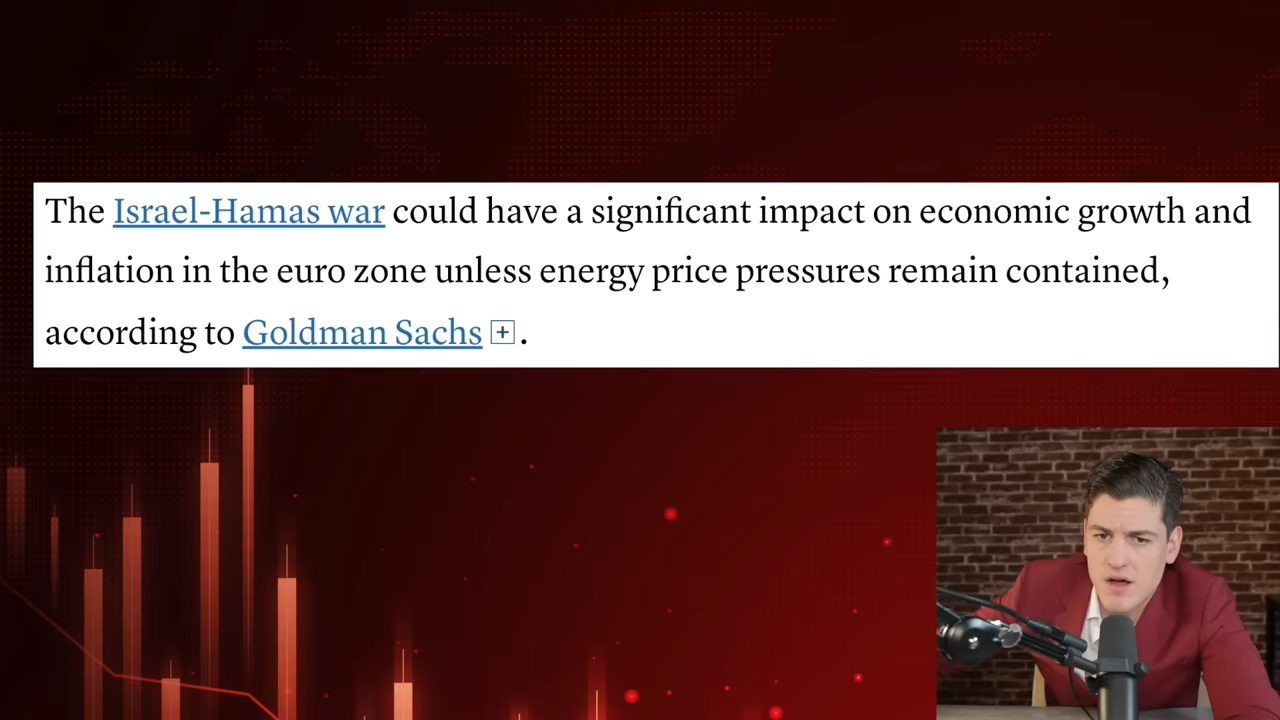 The Israel-Hamas war could have a significant impact on economic growth and
inflation in the euro zone unless energy price pressures remain contained,
according to Goldman Sachs + .